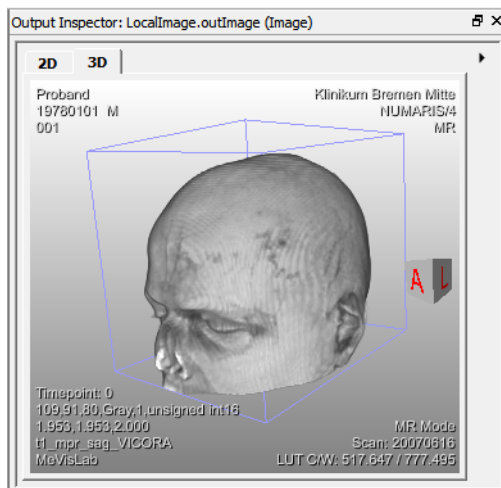 Output Inspector: LocalImage.outImage (Image)
2D 3D
Proband
19780101 M
001
Klinikum Bremen Mitte
NUMARIS/4
MR
A L
Timepoint: 0
109,91,80,Gray,1,unsigned int16
1.953,1.953,2.000
t1_mpr_sag_VICORA
MeVisLab
MR Mode
Scan: 20070616
LUT C/W: 517.647 / 777.495